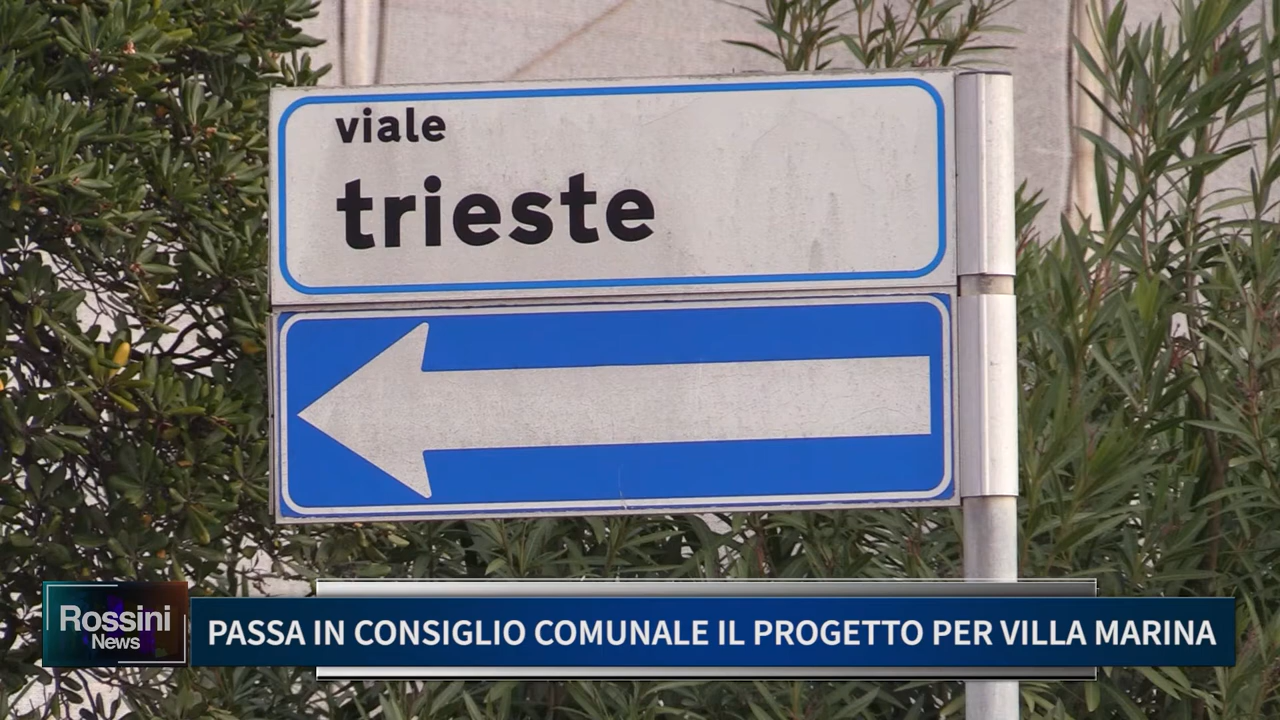 viale
trieste
Rossini
News
PASSA IN CONSIGLIO COMUNALE IL PROGETTO PER VILLA MARINA